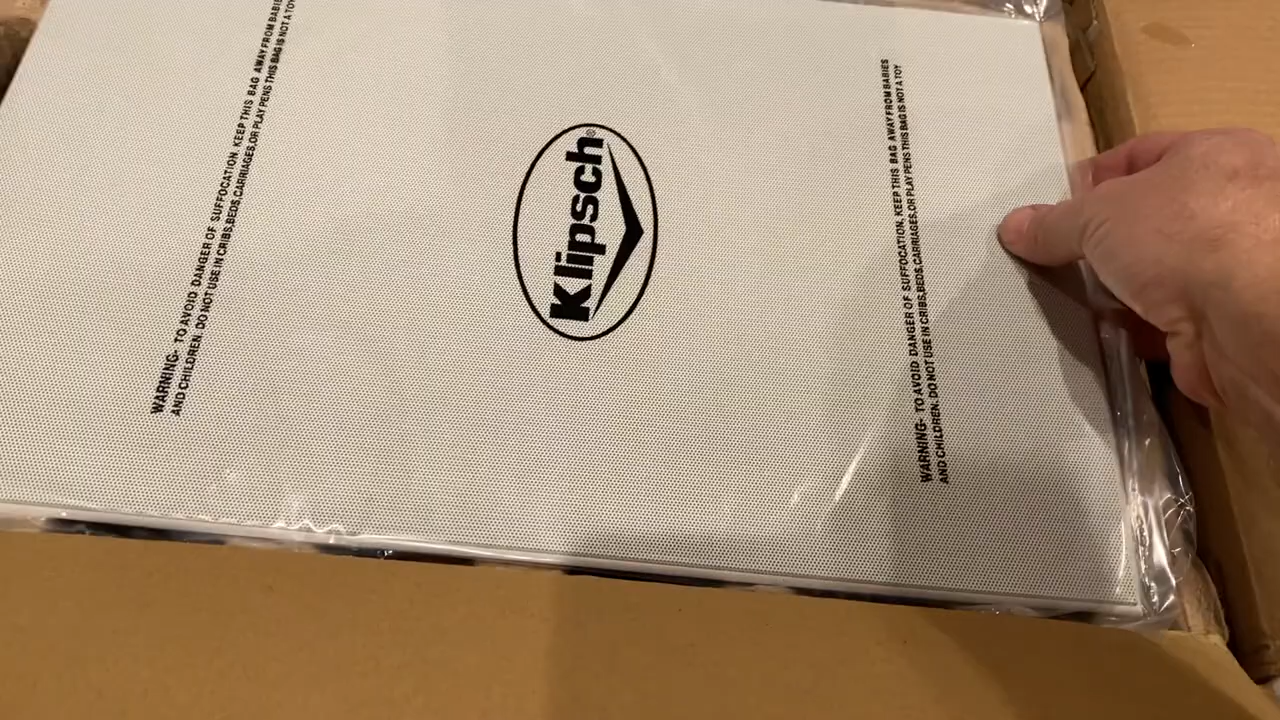 WARNING- TO AVOID DANGER OF SUFFOCATION, KEEP THIS BAG AWAY FROM BABIES
AND CHILDREN. DO NOT USE IN CRIBS,BEDS,CARRIAGES,OR PLAY PENS.THIS BAG IS NOT A TOY
Klipsch®
WARNING- TO AVOID DANGER OF SUFFOCATION, KEEP THIS BAG AWAY FROM BABIES
AND CHILDREN. DO NOT USE IN CRIBS,BEDS,CARRIAGES,OR PLAY PENS.THIS BAG IS NOT A TOY